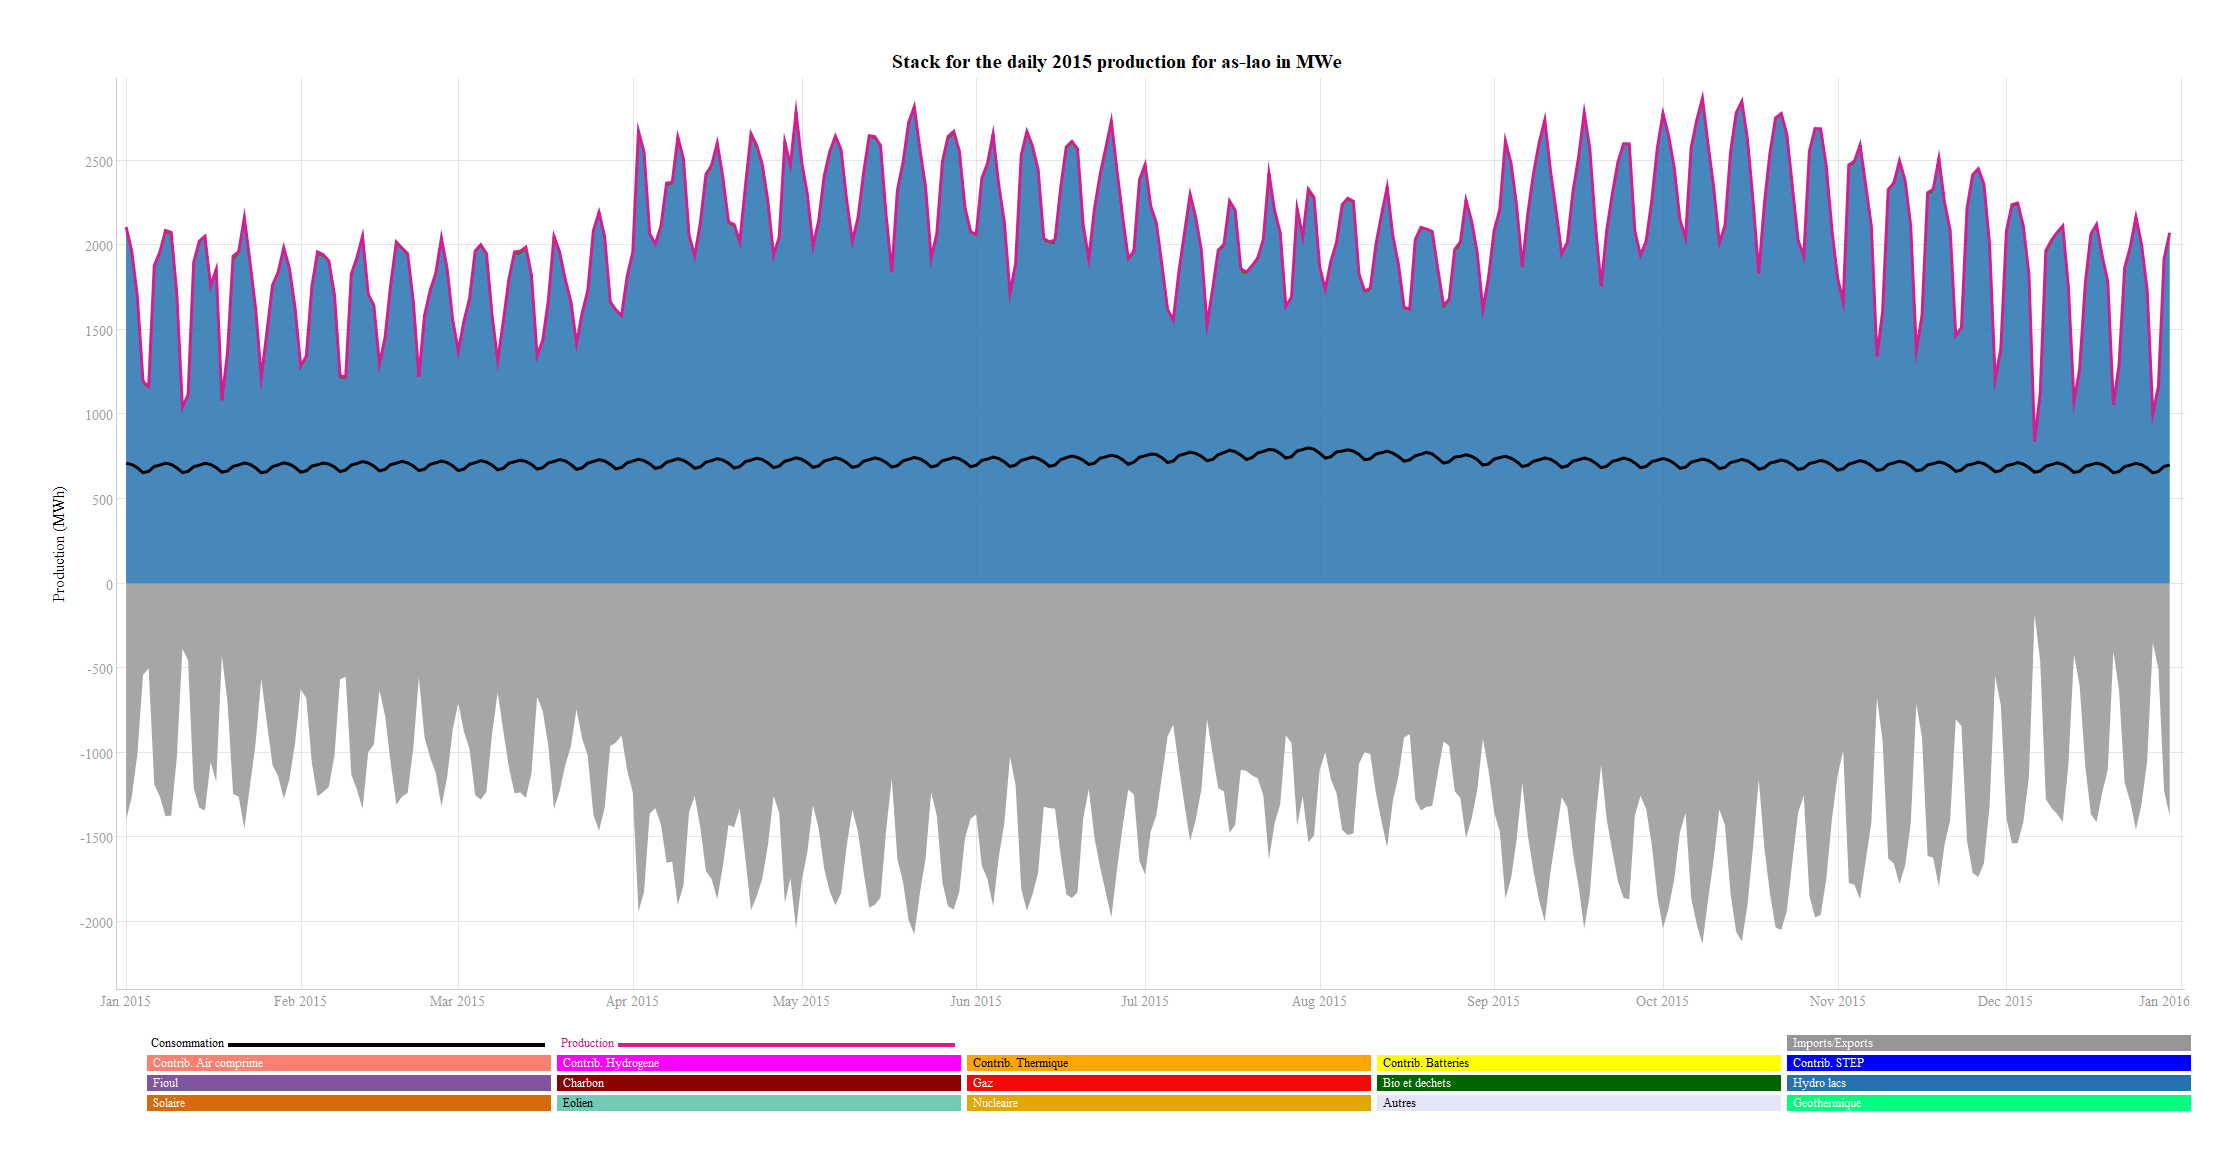 Stack for the daily 2015 production for as-lao in MWe
Production (MWh)
2500
2000
1500
1000
500
0
-500
-1000
-1500
-2000
Jan 2015 Feb 2015 Mar 2015 Apr 2015 May 2015 Jun 2015 Jul 2015 Aug 2015 Sep 2015 Oct 2015 Nov 2015 Dec 2015 Jan 2016
Consommation Production Imports/Exports
Contrib. Air comprime Contrib. Hydrogene Contrib. Thermique Contrib. Batteries Contrib. STEP
Fioul Charbon Gaz Bio et dechets Hydro lacs
Solaire Eolien Nucleaire Autres Geothermique